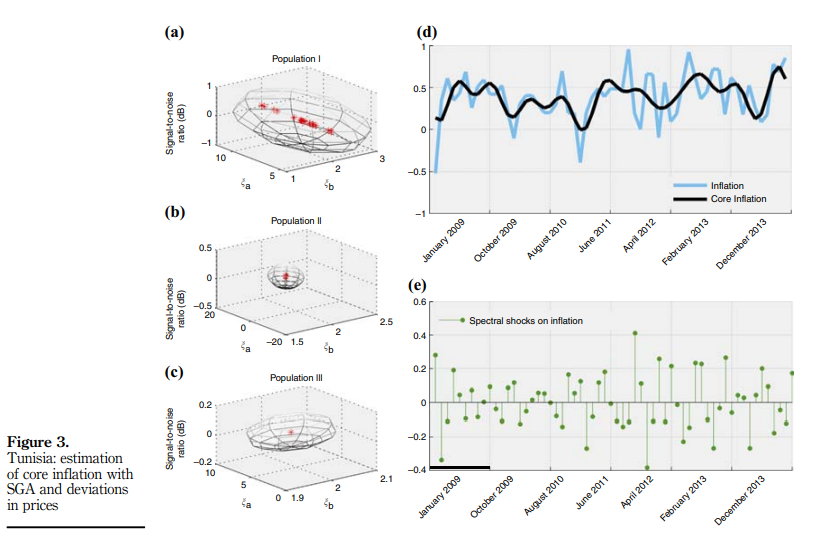 (a)
Population I
Signal-to-noise
ratio (dB)
1
0
−1
10
5
1
2
3
ξa
ξb
(b)
Population II
Signal-to-noise
ratio (dB)
0.5
0
−0.5
20
0
−20
1.5
2
2.5
ξa
ξb
(c)
Population III
Signal-to-noise
ratio (dB)
0.2
0
−0.2
10
5
0
1.9
2
2.1
ξa
ξb
Figure 3.
Tunisia: estimation
of core inflation with
SGA and deviations
in prices
(d)
1
0.5
0
−0.5
−1
Inflation
Core Inflation
January 2009
October 2009
August 2010
June 2011
April 2012
February 2013
December 2013
(e)
0.6
0.4
0.2
0
−0.2
−0.4
Spectral shocks on inflation
January 2009
October 2009
August 2010
June 2011
April 2012
February 2013
December 2013